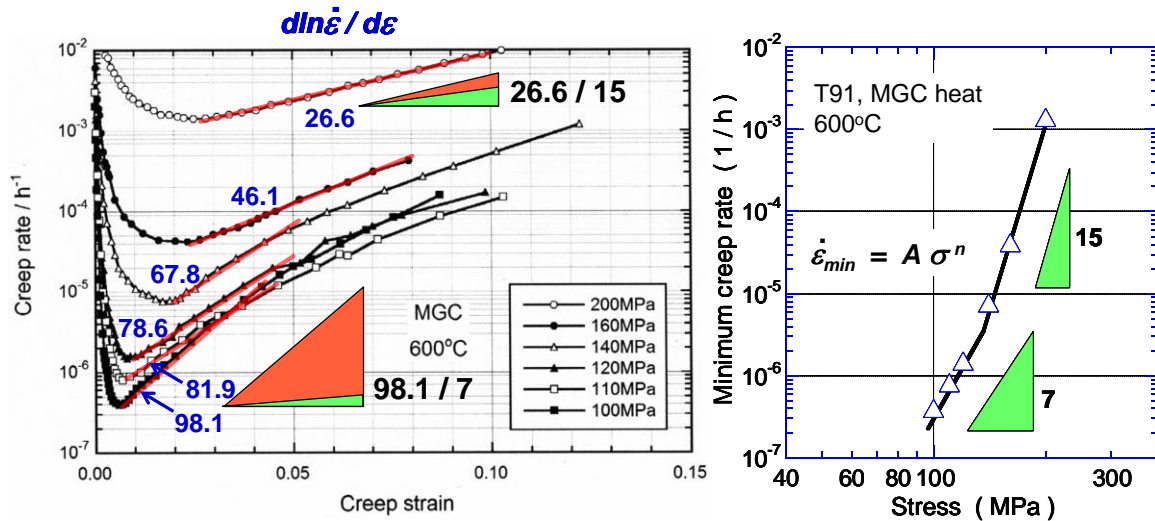 dlnε̇ / dε
10⁻²
10⁻³
10⁻⁴
10⁻⁵
10⁻⁶
10⁻⁷
Creep rate / h⁻¹
0.00
0.05
0.10
0.15
Creep strain
26.6
26.6 / 15
46.1
67.8
78.6
81.9
98.1
98.1 / 7
MGC
600°C
200MPa
160MPa
140MPa
120MPa
110MPa
100MPa
10⁻²
10⁻³
10⁻⁴
10⁻⁵
10⁻⁶
10⁻⁷
Minimum creep rate ( 1 / h )
T91, MGC heat
600ºC
15
ε̇min = A σⁿ
7
40
60
80
100
300
Stress ( MPa )